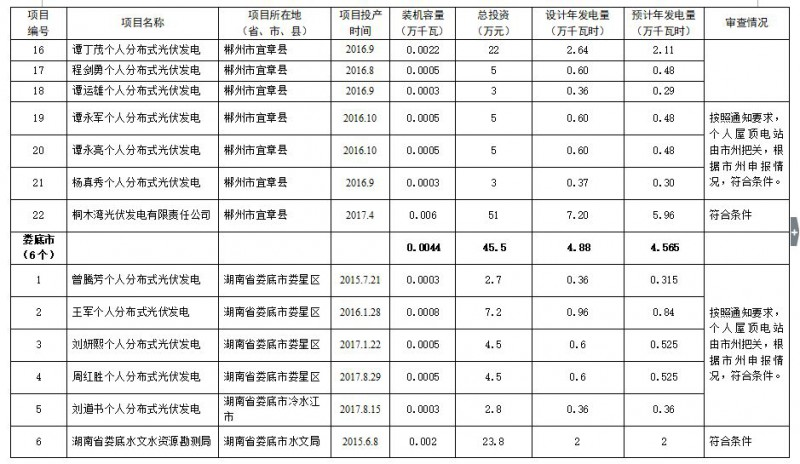 项目编号 项目名称 项目所在地（省、市、县） 项目投产时间 装机容量（万千瓦） 总投资（万元） 设计年发电量（万千瓦时） 预计年发电量（万千瓦时） 审查情况
16 谭丁茂个人分布式光伏发电 郴州市宜章县 2016.9 0.0022 22 2.64 2.11
17 程剑勇个人分布式光伏发电 郴州市宜章县 2016.8 0.0005 5 0.60 0.48
18 谭运雄个人分布式光伏发电 郴州市宜章县 2016.9 0.0003 3 0.36 0.29
19 谭永军个人分布式光伏发电 郴州市宜章县 2016.10 0.0005 5 0.60 0.48
20 谭永亮个人分布式光伏发电 郴州市宜章县 2016.10 0.0005 5 0.60 0.48
21 杨真秀个人分布式光伏发电 郴州市宜章县 2016.9 0.0003 3 0.37 0.30
按照通知要求，
个人屋顶电站
由市州把关，根
据市州申报情
况，符合条件。
22 桐木湾光伏发电有限责任公司 郴州市宜章县 2017.4 0.006 51 7.20 5.96 符合条件
娄底市（6个） 0.0044 45.5 4.88 4.565
1 曾腾芳个人分布式光伏发电 湖南省娄底市娄星区 2015.7.21 0.0003 2.7 0.36 0.315
2 王军个人分布式光伏发电 湖南省娄底市娄星区 2016.1.28 0.0008 7.2 0.96 0.84
3 刘妍熙个人分布式光伏发电 湖南省娄底市娄星区 2017.1.22 0.0005 4.5 0.6 0.525
4 周红胜个人分布式光伏发电 湖南省娄底市娄星区 2017.8.29 0.0005 4.5 0.6 0.525
5 刘道书个人分布式光伏发电 湖南省娄底市冷水江市 2017.8.15 0.0003 2.8 0.36 0.36
按照通知要求，
个人屋顶电站
由市州把关，根
据市州申报情
况，符合条件。
6 湖南省娄底水文水资源勘测局 湖南省娄底市水文局 2015.6.8 0.002 23.8 2 2 符合条件